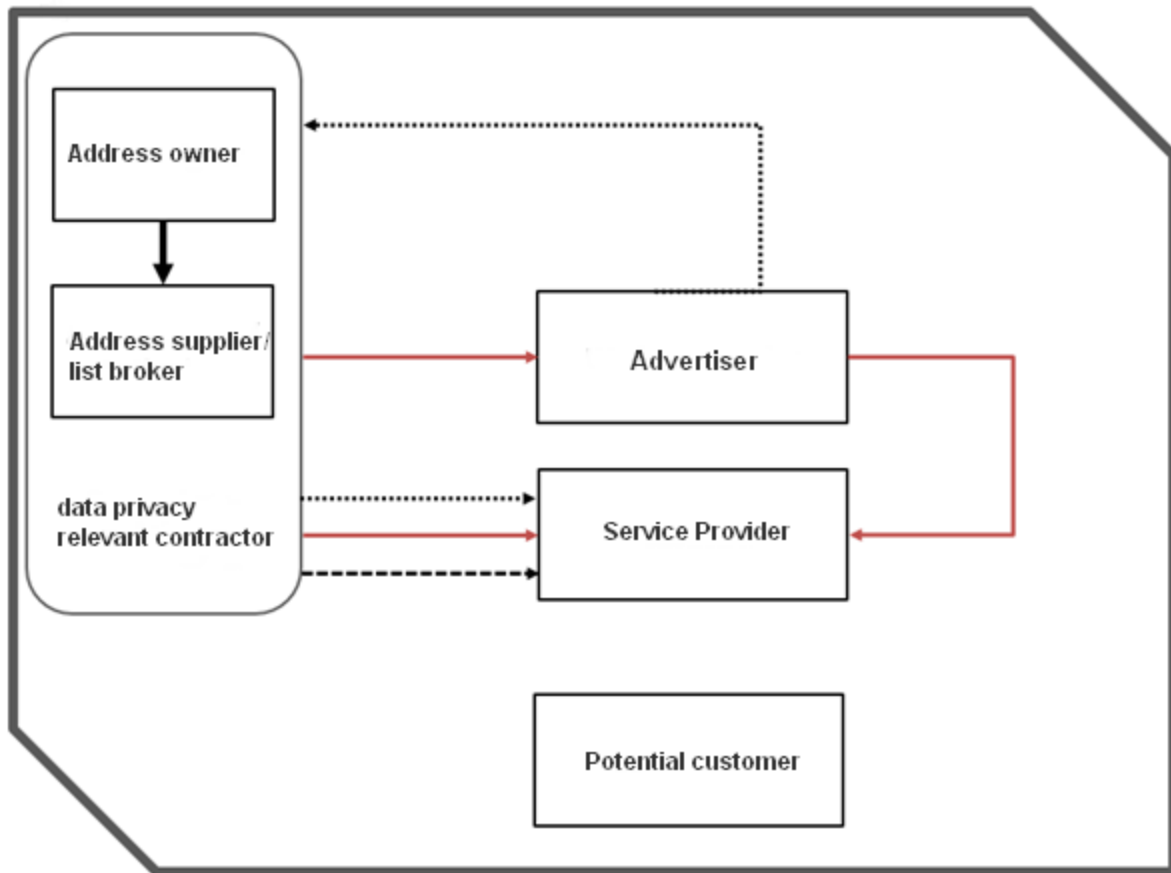 Address owner
Address supplier/
list broker
Advertiser
data privacy
relevant contractor
Service Provider
Potential customer